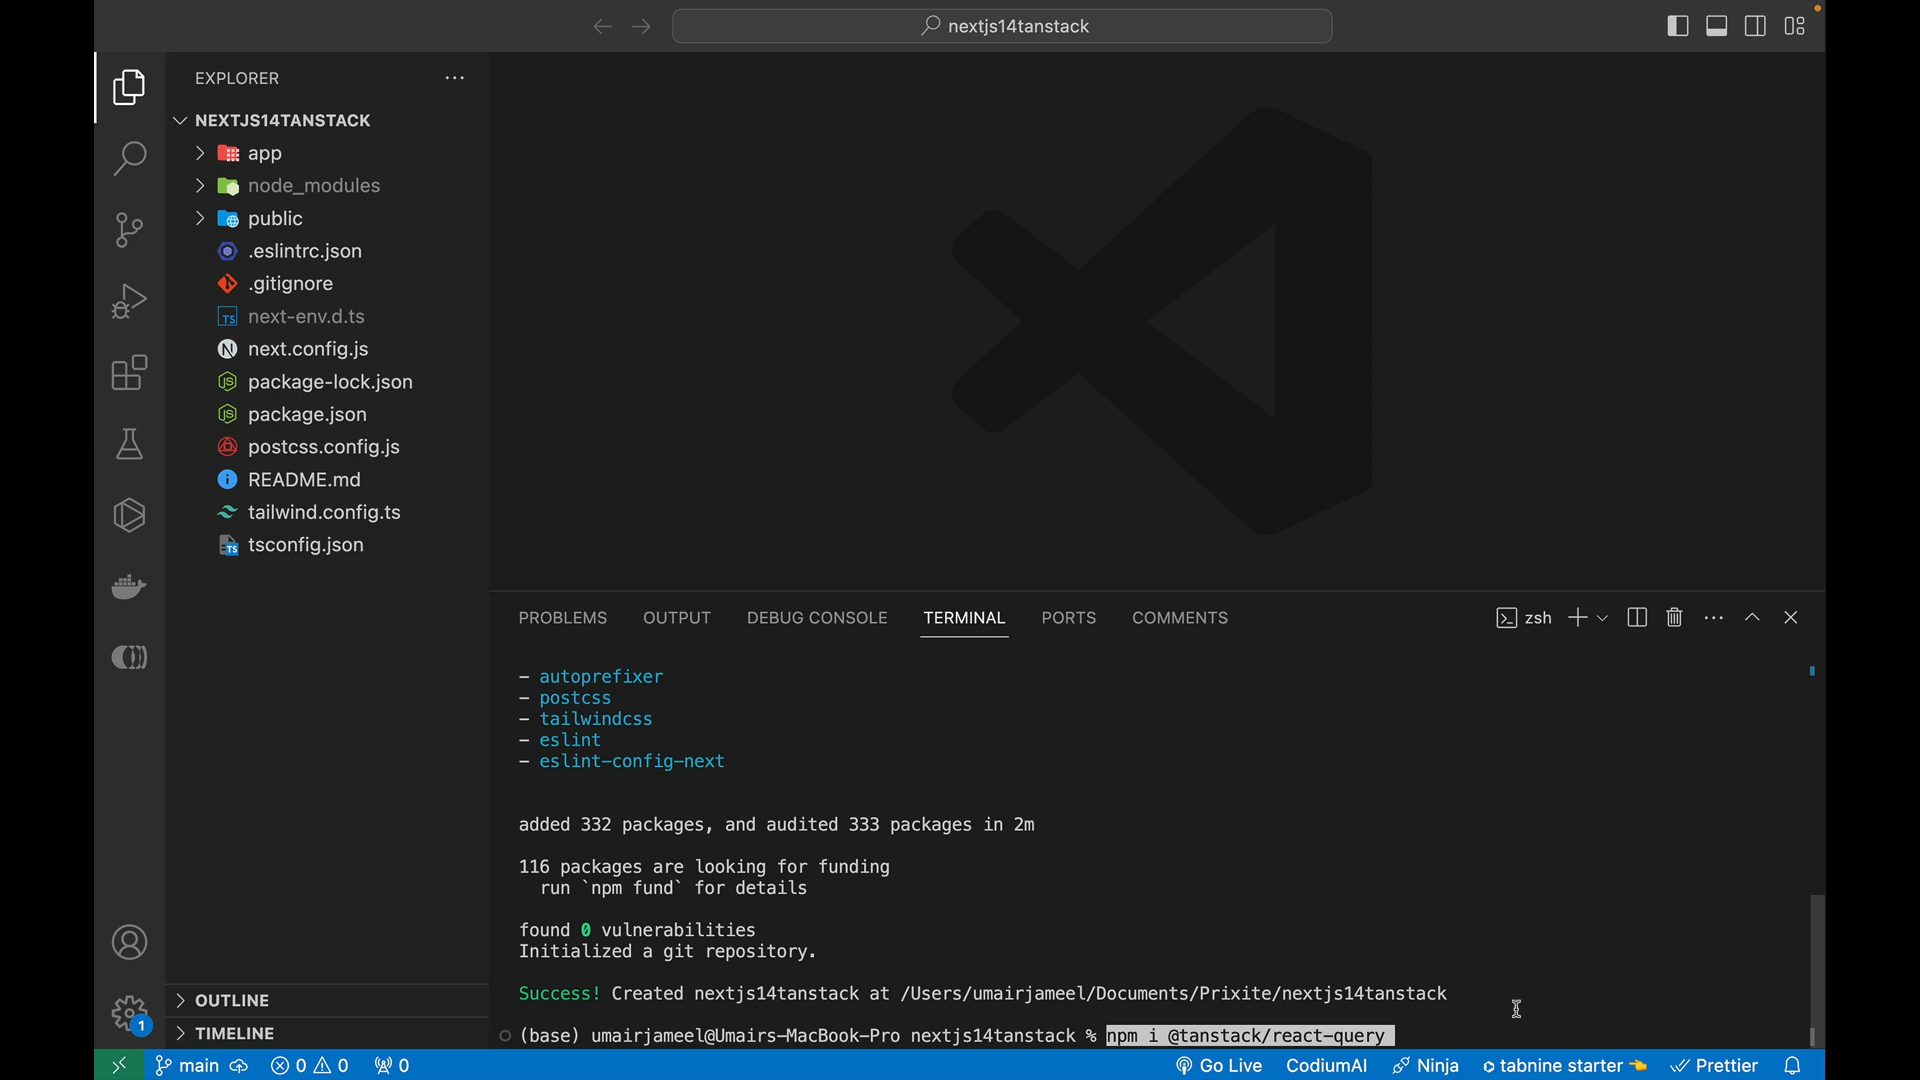 nextjs14tanstack
EXPLORER
NEXTJS14TANSTACK
app
node_modules
public
.eslintrc.json
.gitignore
TS next-env.d.ts
N next.config.js
JS package-lock.json
JS package.json
postcss.config.js
i README.md
tailwind.config.ts
TS tsconfig.json
OUTLINE
TIMELINE
1
PROBLEMS OUTPUT DEBUG CONSOLE TERMINAL PORTS COMMENTS zsh
- autoprefixer
- postcss
- tailwindcss
- eslint
- eslint-config-next
added 332 packages, and audited 333 packages in 2m
116 packages are looking for funding
run `npm fund` for details
found 0 vulnerabilities
Initialized a git repository.
Success! Created nextjs14tanstack at /Users/umairjameel/Documents/Prixite/nextjs14tanstack
(base) umairjameel@Umairs-MacBook-Pro nextjs14tanstack % npm i @tanstack/react-query
main 0 0 0 Go Live CodiumAI Ninja tabnine starter Prettier